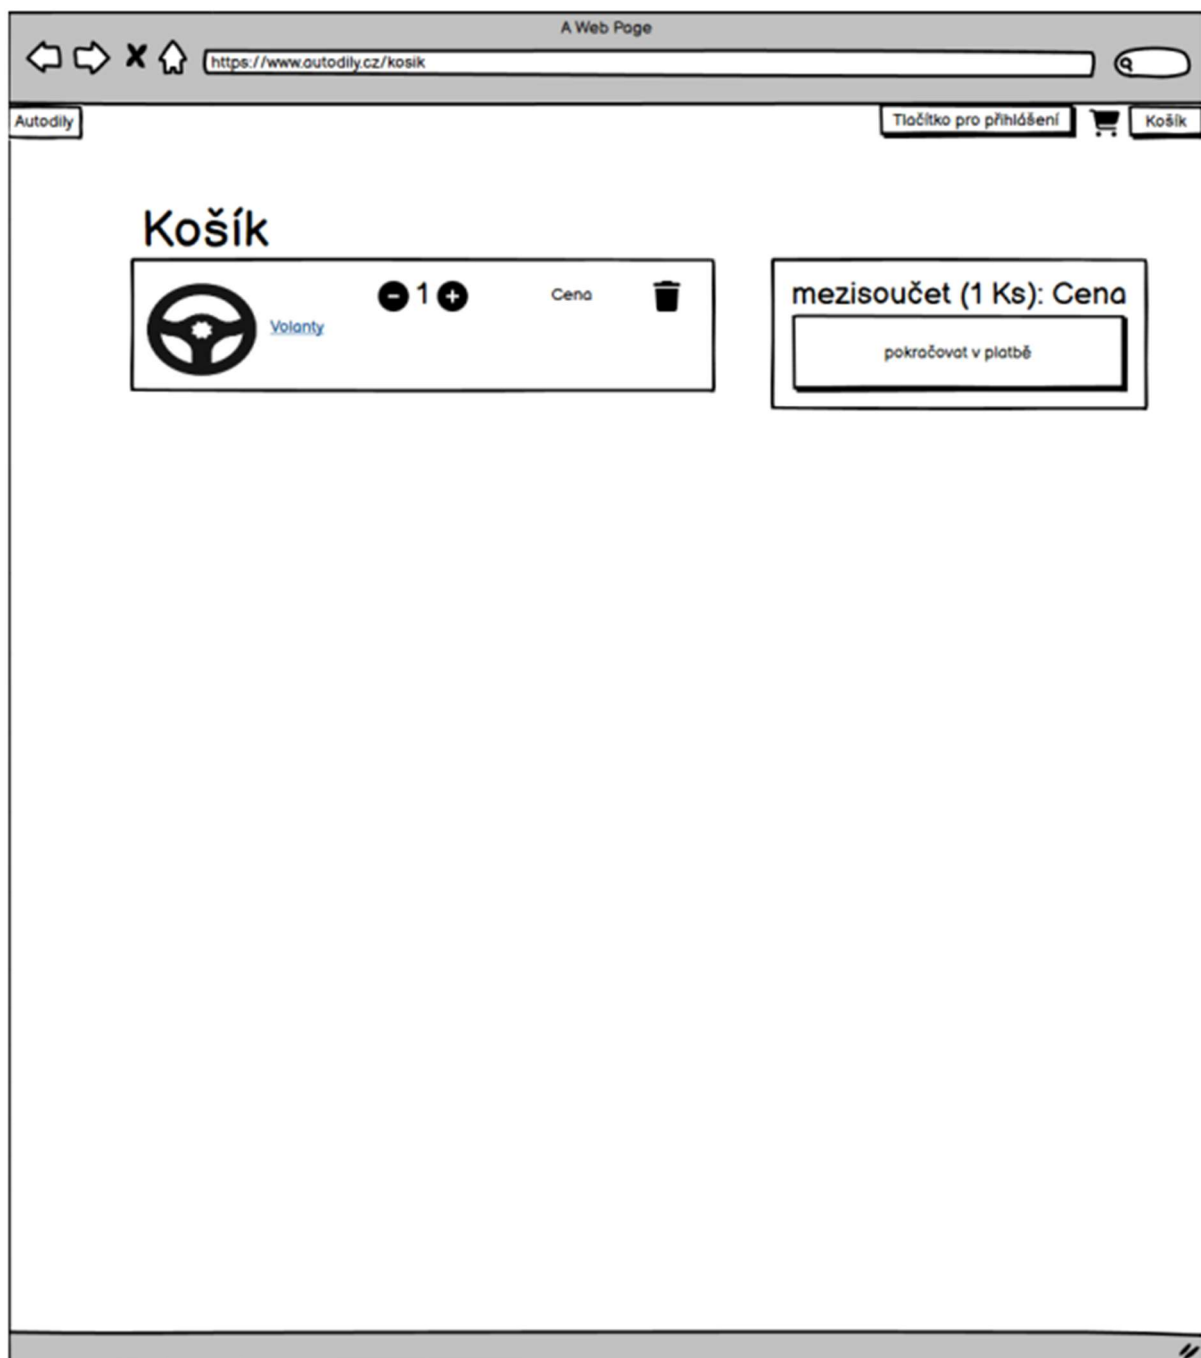 A Web Page
https://www.autodily.cz/kosik
Autodily
Tlačítko pro přihlášení
Košík
Košík
1
Cena
Volanty
mezisoučet (1 Ks): Cena
pokračovat v platbě